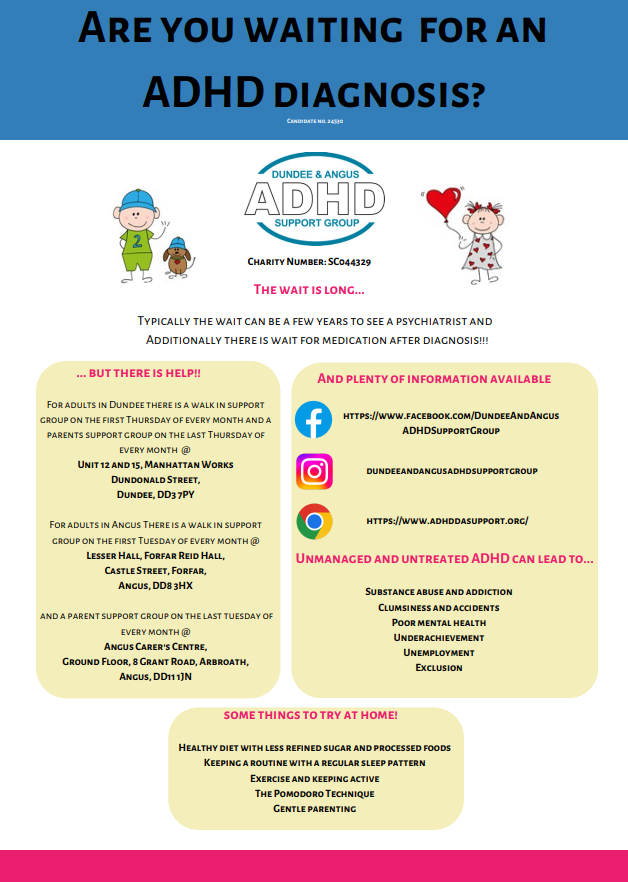 Are you waiting for an
ADHD diagnosis?
Candidate no. 24530
DUNDEE & ANGUS
ADHD
SUPPORT GROUP
2
Charity Number: SC044329
The wait is long...
Typically the wait can be a few years to see a psychiatrist and
Additionally there is wait for medication after diagnosis!!!
... but there is help!!
For adults in Dundee there is a walk in support
group on the first Thursday of every month and a
parents support group on the last Thursday of
every month @
Unit 12 and 15, Manhattan Works
Dundonald Street,
Dundee, DD3 7PY
For adults in Angus There is a walk in support
group on the first Tuesday of every month @
Lesser Hall, Forfar Reid Hall,
Castle Street, Forfar,
Angus, DD8 3HX
and a parent support group on the last Tuesday of
every month @
Angus Carer's Centre,
Ground Floor, 8 Grant Road, Arbroath,
Angus, DD11 1JN
And plenty of information available
https://www.facebook.com/DundeeAndAngus
ADHDSupportGroup
dundeeandangusadhdsupportgroup
https://www.adhddasupport.org/
Unmanaged and untreated ADHD can lead to...
Substance abuse and addiction
Clumsiness and accidents
Poor mental health
Underachievement
Unemployment
Exclusion
some things to try at home!
Healthy diet with less refined sugar and processed foods
Keeping a routine with a regular sleep pattern
Exercise and keeping active
The Pomodoro Technique
Gentle parenting